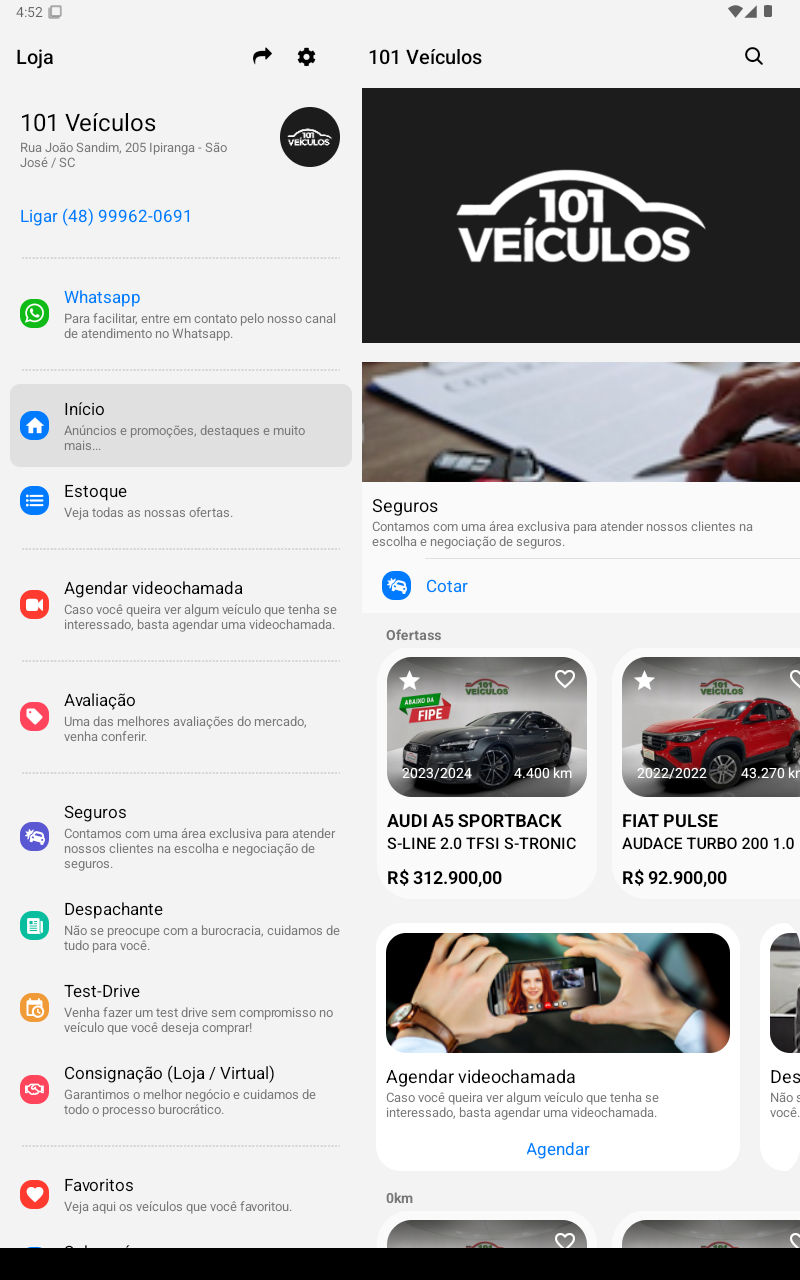 4:52
Loja
101 Veículos
Rua João Sandim, 205 Ipiranga - São
José / SC
101
VEÍCULOS
Ligar (48) 99962-0691
Whatsapp
Para facilitar, entre em contato pelo nosso canal
de atendimento no Whatsapp.
Início
Anúncios e promoções, destaques e muito
mais...
Estoque
Veja todas as nossas ofertas.
Agendar videochamada
Caso você queira ver algum veículo que tenha se
interessado, basta agendar uma videochamada.
Avaliação
Uma das melhores avaliações do mercado,
venha conferir.
Seguros
Contamos com uma área exclusiva para atender
nossos clientes na escolha e negociação de
seguros.
Despachante
Não se preocupe com a burocracia, cuidamos de
tudo para você.
Test-Drive
Venha fazer um test drive sem compromisso no
veículo que você deseja comprar!
Consignação (Loja / Virtual)
Garantimos o melhor negócio e cuidamos de
todo o processo burocrático.
Favoritos
Veja aqui os veículos que você favoritou.
101 Veículos
101
VEÍCULOS
Seguros
Contamos com uma área exclusiva para atender nossos clientes na
escolha e negociação de seguros.
Cotar
Ofertass
101
VEÍCULOS
ABAIXO DA
FIPE
2023/2024 4.400 km
AUDI A5 SPORTBACK
S-LINE 2.0 TFSI S-TRONIC
R$ 312.900,00
101
VEÍCULOS
2022/2022 43.270 km
FIAT PULSE
AUDACE TURBO 200 1.0
R$ 92.900,00
Agendar videochamada
Caso você queira ver algum veículo que tenha se
interessado, basta agendar uma videochamada.
Agendar
Des
Não s
você.
0km